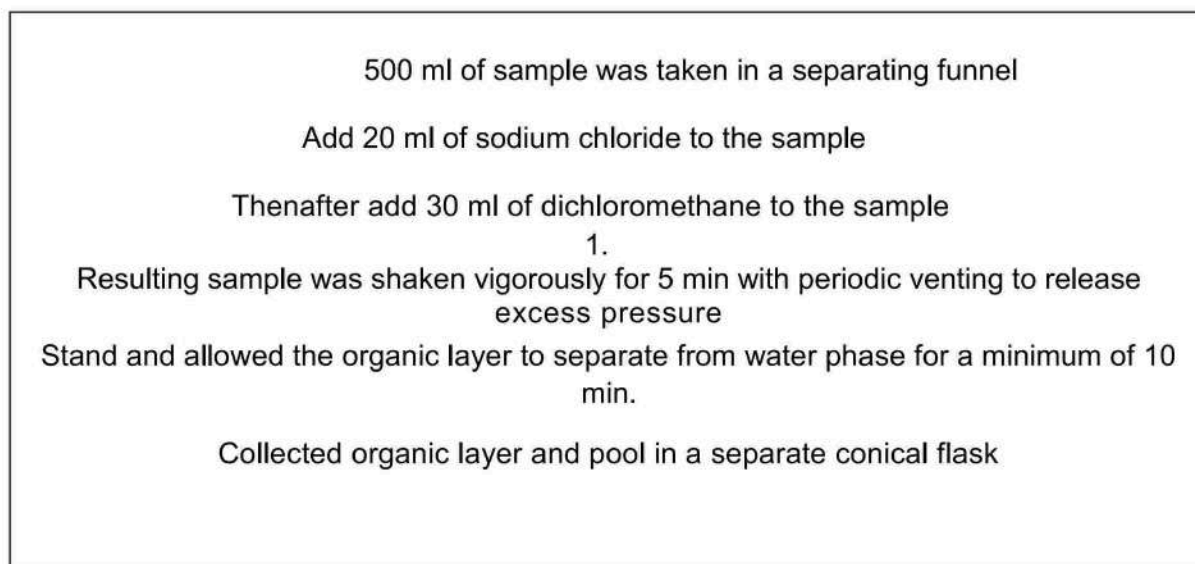 500 ml of sample was taken in a separating funnel
Add 20 ml of sodium chloride to the sample
Thenafter add 30 ml of dichloromethane to the sample
1.
Resulting sample was shaken vigorously for 5 min with periodic venting to release
excess pressure
Stand and allowed the organic layer to separate from water phase for a minimum of 10
min.
Collected organic layer and pool in a separate conical flask